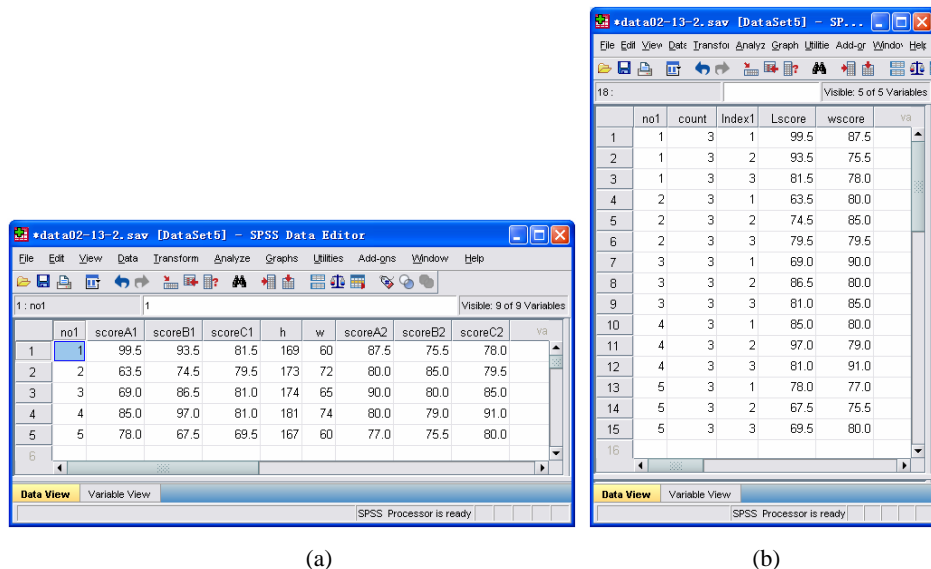 *data02-13-2.sav [DataSet5] - SPSS Data Editor
File Edit View Data Transform Analyze Graphs Utilities Add-ons Window Help
1 : no1 1 Visible: 9 of 9 Variables
no1 scoreA1 scoreB1 scoreC1 h w scoreA2 scoreB2 scoreC2 va
1 1 99.5 93.5 81.5 169 60 87.5 75.5 78.0
2 2 63.5 74.5 79.5 173 72 80.0 85.0 79.5
3 3 69.0 86.5 81.0 174 65 90.0 80.0 85.0
4 4 85.0 97.0 81.0 181 74 80.0 79.0 91.0
5 5 78.0 67.5 69.5 167 60 77.0 75.5 80.0
6
Data View Variable View
SPSS Processor is ready
(a)
*data02-13-2.sav [DataSet5] - SP...
File Edit View Data Transfor Analyz Graph Utilitie Add-or Window Help
18 : Visible: 5 of 5 Variables
no1 count Index1 Lscore wscore va
1 1 3 1 99.5 87.5
2 1 3 2 93.5 75.5
3 1 3 3 81.5 78.0
4 2 3 1 63.5 80.0
5 2 3 2 74.5 85.0
6 2 3 3 79.5 79.5
7 3 3 1 69.0 90.0
8 3 3 2 86.5 80.0
9 3 3 3 81.0 85.0
10 4 3 1 85.0 80.0
11 4 3 2 97.0 79.0
12 4 3 3 81.0 91.0
13 5 3 1 78.0 77.0
14 5 3 2 67.5 75.5
15 5 3 3 69.5 80.0
16
Data View Variable View
SPSS Processor is ready
(b)